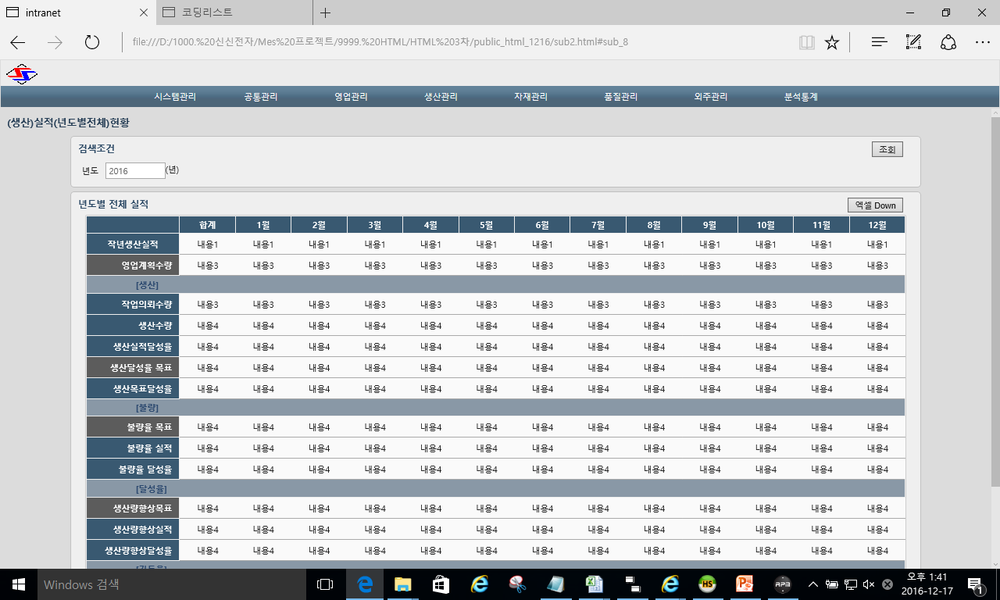 intranet
코딩리스트
file:///D:/1000.%20신신전자/Mes%20프로젝트/9999.%20HTML/HTML%203차/public_html_1216/sub2.html#sub_8
시스템관리 공통관리 영업관리 생산관리 자재관리 품질관리 외주관리 분석통계
(생산)실적(년도별전체)현황
검색조건 조회
년도 2016 (년)
년도별 전체 실적 엑셀 Down
합계 1월 2월 3월 4월 5월 6월 7월 8월 9월 10월 11월 12월
작년생산실적 내용1 내용1 내용1 내용1 내용1 내용1 내용1 내용1 내용1 내용1 내용1 내용1 내용1
영업계획수량 내용3 내용3 내용3 내용3 내용3 내용3 내용3 내용3 내용3 내용3 내용3 내용3 내용3
[생산]
작업의뢰수량 내용3 내용3 내용3 내용3 내용3 내용3 내용3 내용3 내용3 내용3 내용3 내용3 내용3
생산수량 내용4 내용4 내용4 내용4 내용4 내용4 내용4 내용4 내용4 내용4 내용4 내용4 내용4
생산실적달성율 내용4 내용4 내용4 내용4 내용4 내용4 내용4 내용4 내용4 내용4 내용4 내용4 내용4
생산달성율 목표 내용4 내용4 내용4 내용4 내용4 내용4 내용4 내용4 내용4 내용4 내용4 내용4 내용4
생산목표달성율 내용4 내용4 내용4 내용4 내용4 내용4 내용4 내용4 내용4 내용4 내용4 내용4 내용4
[불량]
불량율 목표 내용4 내용4 내용4 내용4 내용4 내용4 내용4 내용4 내용4 내용4 내용4 내용4 내용4
불량율 실적 내용4 내용4 내용4 내용4 내용4 내용4 내용4 내용4 내용4 내용4 내용4 내용4 내용4
불량율 달성율 내용4 내용4 내용4 내용4 내용4 내용4 내용4 내용4 내용4 내용4 내용4 내용4 내용4
[달성율]
생산량향상목표 내용4 내용4 내용4 내용4 내용4 내용4 내용4 내용4 내용4 내용4 내용4 내용4 내용4
생산량향상실적 내용4 내용4 내용4 내용4 내용4 내용4 내용4 내용4 내용4 내용4 내용4 내용4 내용4
생산량향상달성율 내용4 내용4 내용4 내용4 내용4 내용4 내용4 내용4 내용4 내용4 내용4 내용4 내용4
Windows 검색
HS
APM
오후 1:41
2016-12-17
1